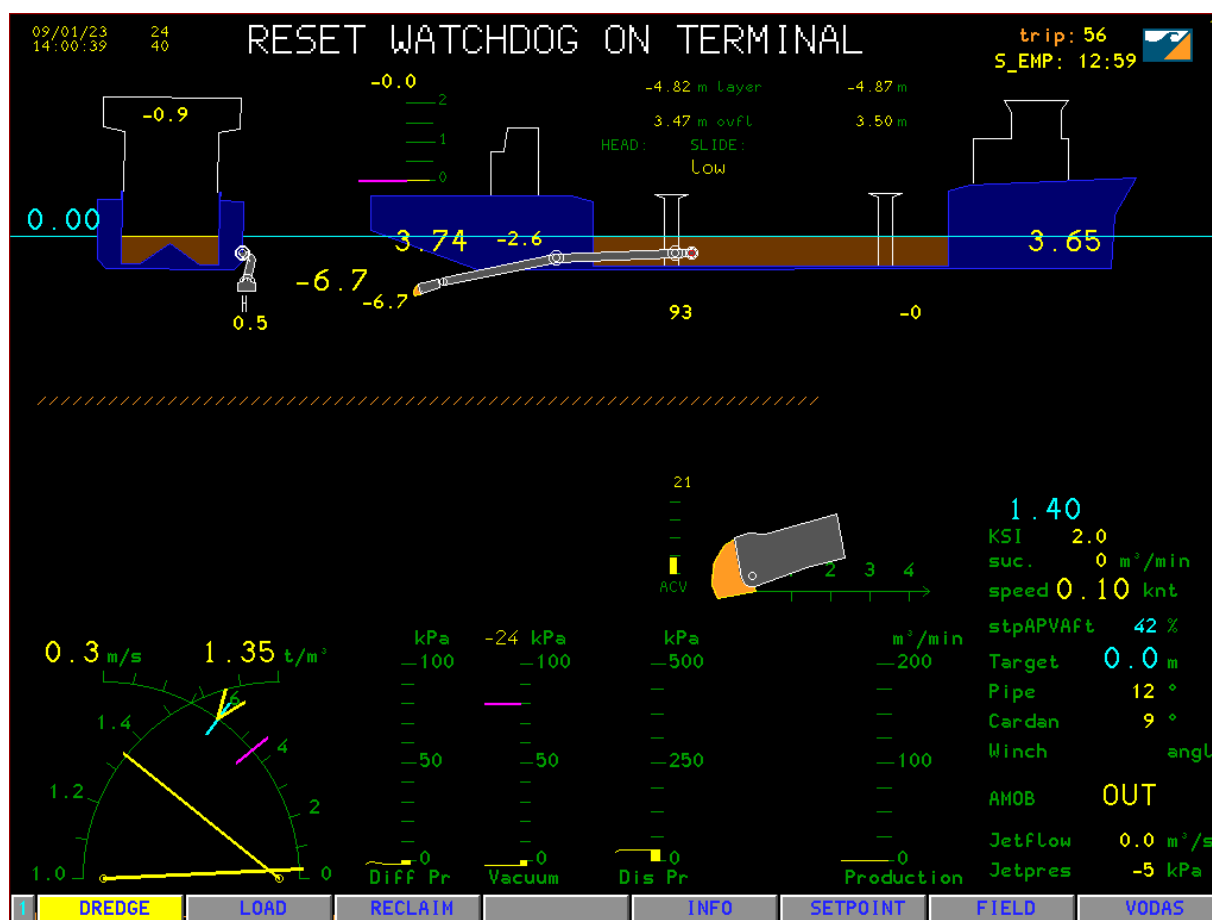 09/01/23 24
14:00:39 40
RESET WATCHDOG ON TERMINAL
trip: 56
S_EMP: 12:59
-0.0
-4.82 m layer -4.87 m
2
-0.9
3.47 m ovfl 3.50 m
1
HEAD: SLIDE:
low
0
0.00
3.74 -2.6 3.65
-6.7
-6.7
93 -0
0.5
21
1.40
KSI 2.0
suc. 0 m³/min
2 3 4
ACV
speed 0.10 knt
stpAPVAft 42 %
kPa -24 kPa kPa m³/min
0.3 m/s 1.35 t/m³
100 100 500 200
Target 0.0 m
Pipe 12 °
6
1.4
Cardan 9 °
4
Winch angl
50 50 250 100
1.2
2
AMOB OUT
Jetflow 0.0 m³/s
0 0 0 0
1.0 0
Diff Pr Vacuum Dis Pr Production
Jetpres -5 kPa
1 DREDGE LOAD RECLAIM INFO SETPOINT FIELD VODAS